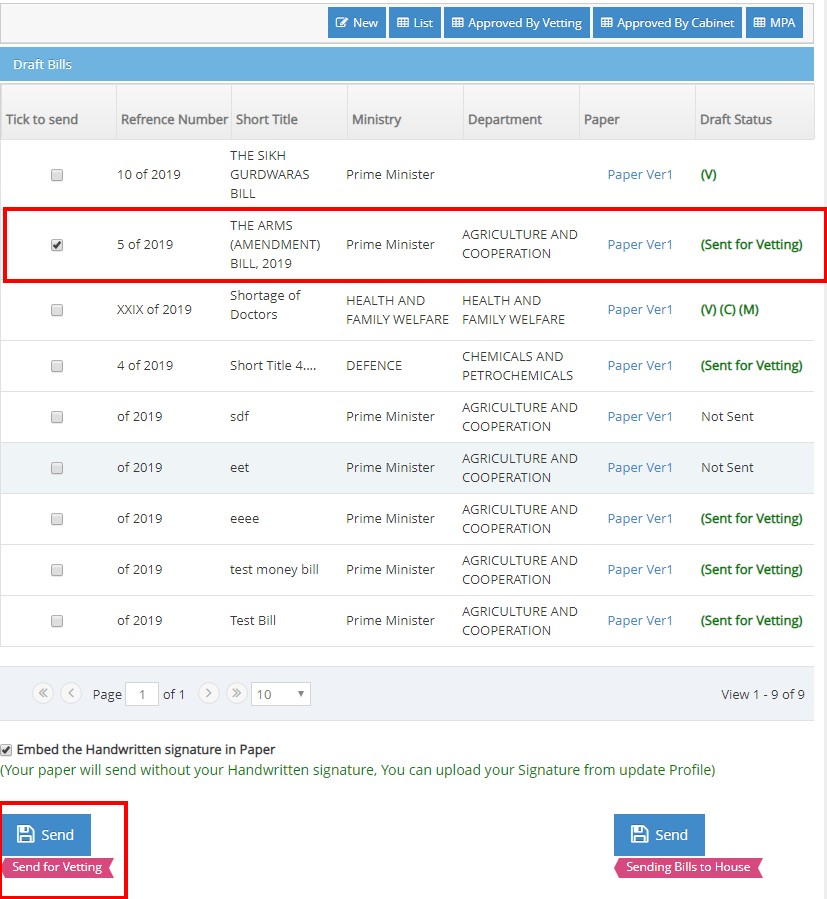 New List Approved By Vetting Approved By Cabinet MPA
Draft Bills
Tick to send Refrence Number Short Title Ministry Department Paper Draft Status
10 of 2019 THE SIKH GURDWARAS BILL Prime Minister Paper Ver1 (V)
5 of 2019 THE ARMS (AMENDMENT) BILL, 2019 Prime Minister AGRICULTURE AND COOPERATION Paper Ver1 (Sent for Vetting)
XXIX of 2019 Shortage of Doctors HEALTH AND FAMILY WELFARE HEALTH AND FAMILY WELFARE Paper Ver1 (V) (C) (M)
4 of 2019 Short Title 4.... DEFENCE CHEMICALS AND PETROCHEMICALS Paper Ver1 (Sent for Vetting)
of 2019 sdf Prime Minister AGRICULTURE AND COOPERATION Paper Ver1 Not Sent
of 2019 eet Prime Minister AGRICULTURE AND COOPERATION Paper Ver1 Not Sent
of 2019 eeee Prime Minister AGRICULTURE AND COOPERATION Paper Ver1 (Sent for Vetting)
of 2019 test money bill Prime Minister AGRICULTURE AND COOPERATION Paper Ver1 (Sent for Vetting)
of 2019 Test Bill Prime Minister AGRICULTURE AND COOPERATION Paper Ver1 (Sent for Vetting)
Page 1 of 1 10 View 1 - 9 of 9
Embed the Handwritten signature in Paper
(Your paper will send without your Handwritten signature, You can upload your Signature from update Profile)
Send Send
Send for Vetting Sending Bills to House